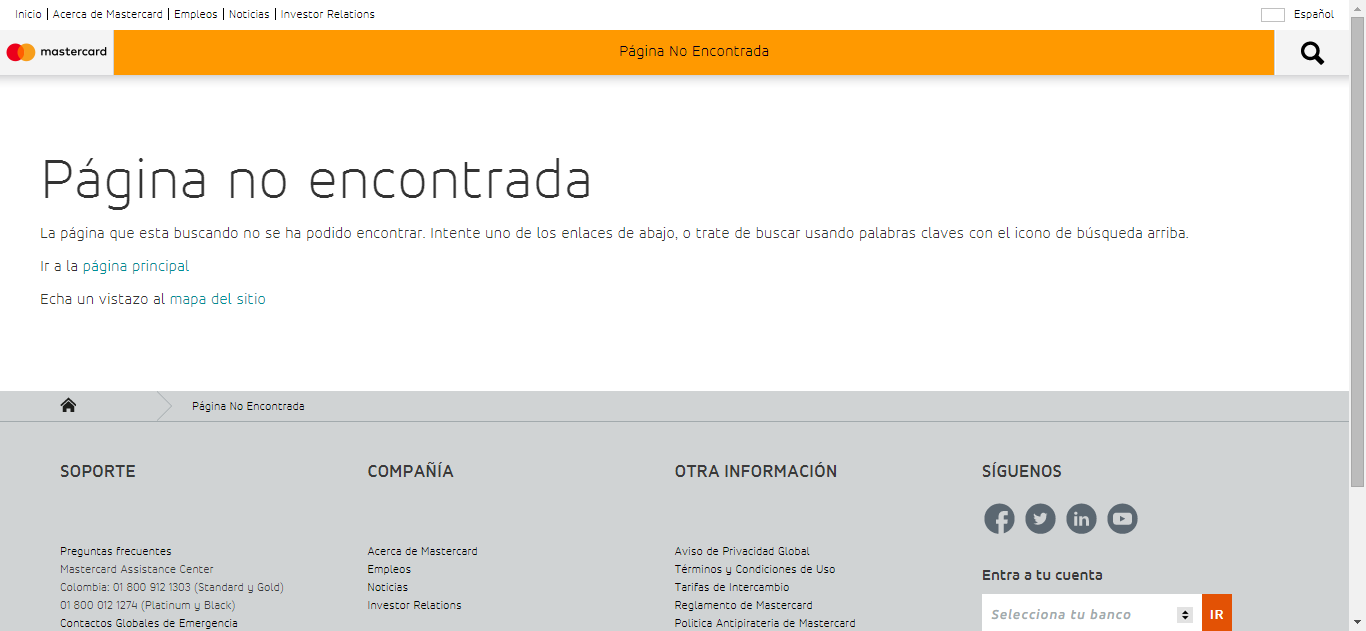 Inicio | Acerca de Mastercard | Empleos | Noticias | Investor Relations
Español
mastercard
Página No Encontrada
Página no encontrada
La página que esta buscando no se ha podido encontrar. Intente uno de los enlaces de abajo, o trate de buscar usando palabras claves con el icono de búsqueda arriba.
Ir a la página principal
Echa un vistazo al mapa del sitio
Página No Encontrada
SOPORTE
Preguntas frecuentes
Mastercard Assistance Center
Colombia: 01 800 912 1303 (Standard y Gold)
01 800 012 1274 (Platinum y Black)
Contactos Globales de Emergencia
COMPAÑÍA
Acerca de Mastercard
Empleos
Noticias
Investor Relations
OTRA INFORMACIÓN
Aviso de Privacidad Global
Términos y Condiciones de Uso
Tarifas de Intercambio
Reglamento de Mastercard
Politica Antipirateria de Mastercard
SÍGUENOS
Entra a tu cuenta
Selecciona tu banco
IR